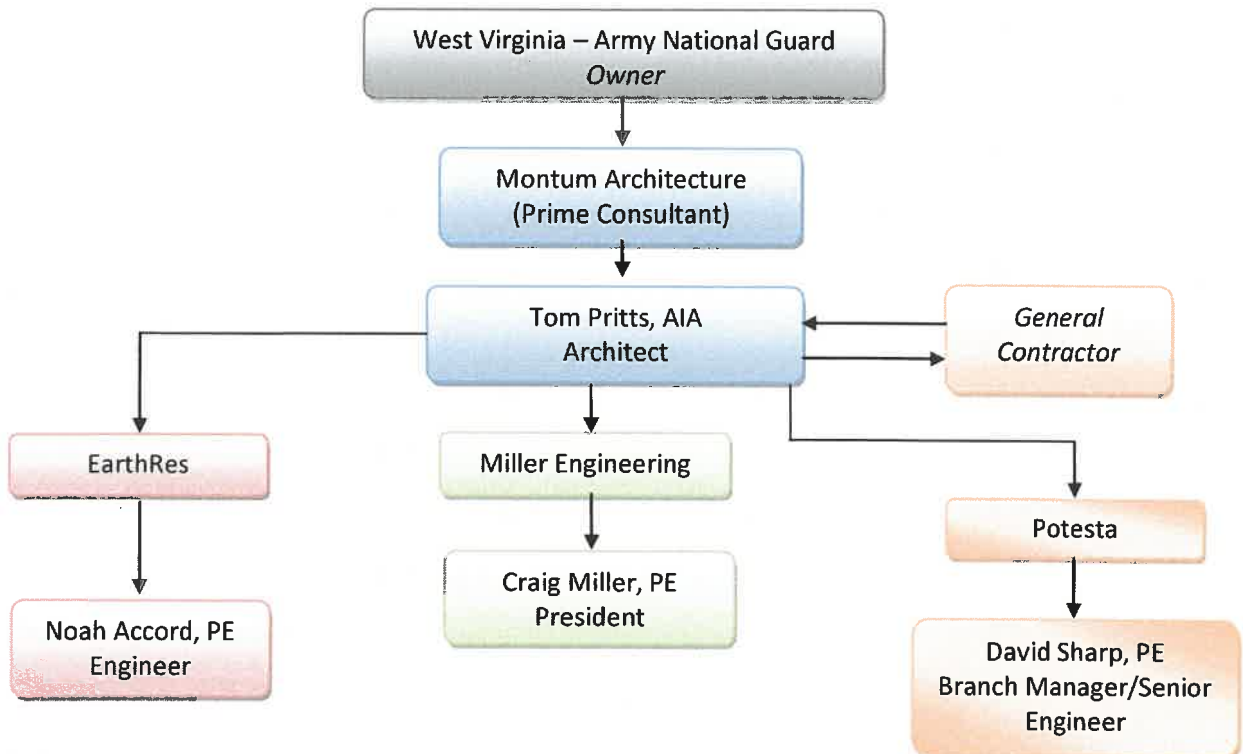 West Virginia – Army National Guard
Owner
Montum Architecture
(Prime Consultant)
Tom Pritts, AIA
Architect
General
Contractor
EarthRes
Miller Engineering
Potesta
Noah Accord, PE
Engineer
Craig Miller, PE
President
David Sharp, PE
Branch Manager/Senior
Engineer